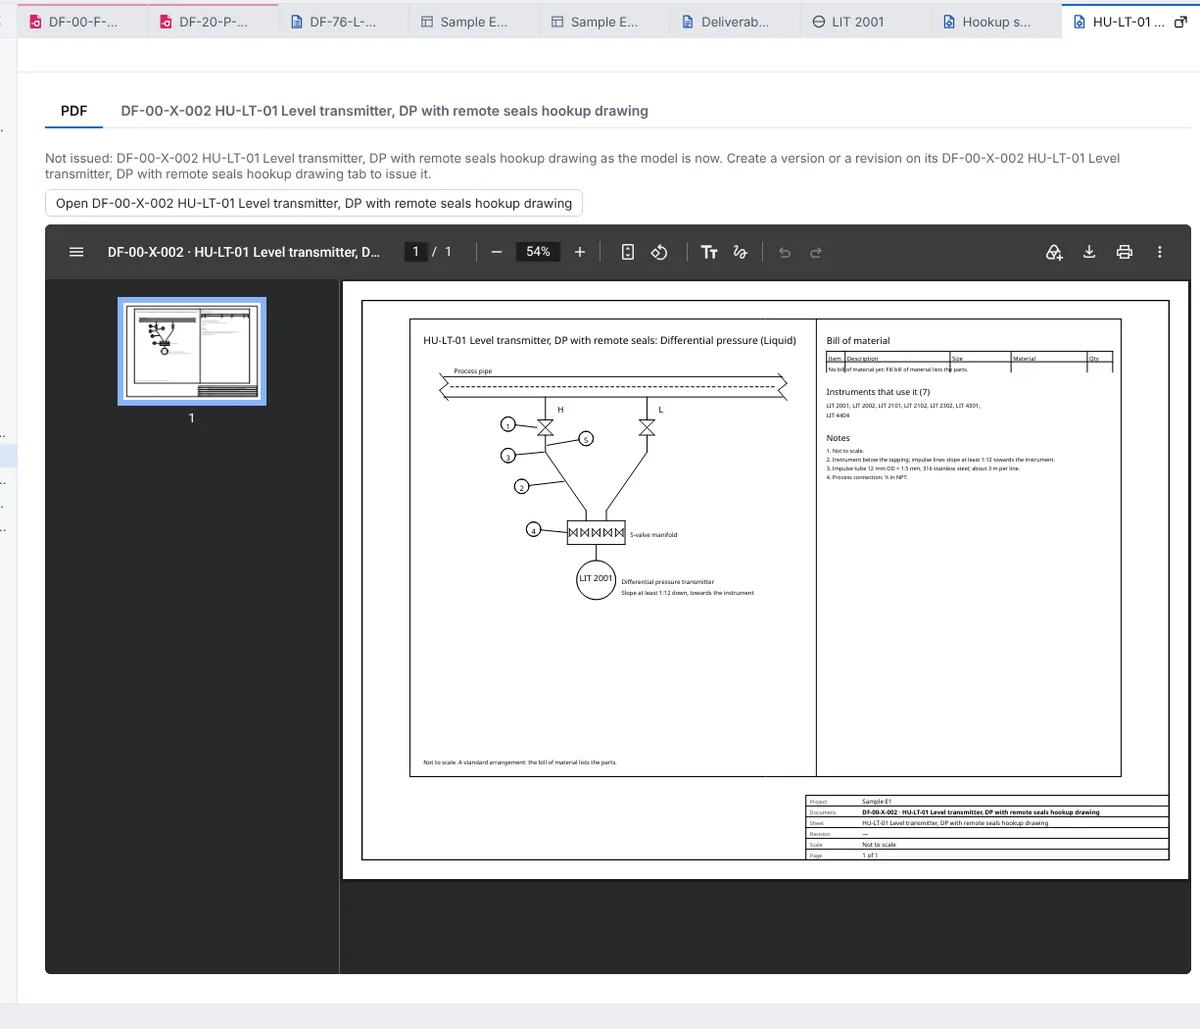 DF-00-F-...
DF-20-P-...
DF-76-L-...
Sample E...
Sample E...
Deliverab...
LIT 2001
Hookup s...
HU-LT-01 ...
PDF
DF-00-X-002 HU-LT-01 Level transmitter, DP with remote seals hookup drawing
Not issued: DF-00-X-002 HU-LT-01 Level transmitter, DP with remote seals hookup drawing as the model is now. Create a version or a revision on its DF-00-X-002 HU-LT-01 Level
transmitter, DP with remote seals hookup drawing tab to issue it.
Open DF-00-X-002 HU-LT-01 Level transmitter, DP with remote seals hookup drawing
DF-00-X-002 · HU-LT-01 Level transmitter, D...
1 / 1
54%
1
HU-LT-01 Level transmitter, DP with remote seals: Differential pressure (Liquid)
Process pipe
H
L
1
5
3
2
4
5-valve manifold
LIT 2001
Differential pressure transmitter
Slope at least 1:12 down, towards the instrument
Not to scale. A standard arrangement: the bill of material lists the parts.
Bill of material
Item Description Size Material Qty
No bill of material yet: Fill bill of material lists the parts.
Instruments that use it (7)
LIT 2001, LIT 2002, LIT 2101, LIT 2102, LIT 2302, LIT 4301,
LIT 4404
Notes
1. Not to scale.
2. Instrument below the tapping; impulse lines slope at least 1:12 towards the instrument.
3. Impulse tube 12 mm OD × 1.5 mm, 316 stainless steel; about 3 m per line.
4. Process connection: ½ in NPT.
Project Sample E1
Document DF-00-X-002 · HU-LT-01 Level transmitter, DP with remote seals hookup drawing
Sheet HU-LT-01 Level transmitter, DP with remote seals hookup drawing
Revision —
Scale Not to scale
Page 1 of 1